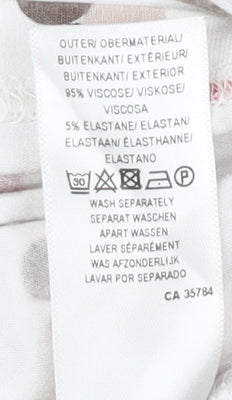 OUTER/ OBERMATERIAL/
BUITENKANT/ EXTÉRIEUR/
BUITENKANT/ EXTERIOR
95% VISCOSE/ VISKOSE/
VISCOSA
5% ELASTANE/ ELASTAN/
ELASTAAN/ ÉLASTHANNE/
ELASTANO
30 P
WASH SEPARATELY
SEPARAT WASCHEN
APART WASSEN
LAVER SÉPARÉMENT
WAS AFZONDERLIJK
LAVAR POR SEPARADO
CA 35784